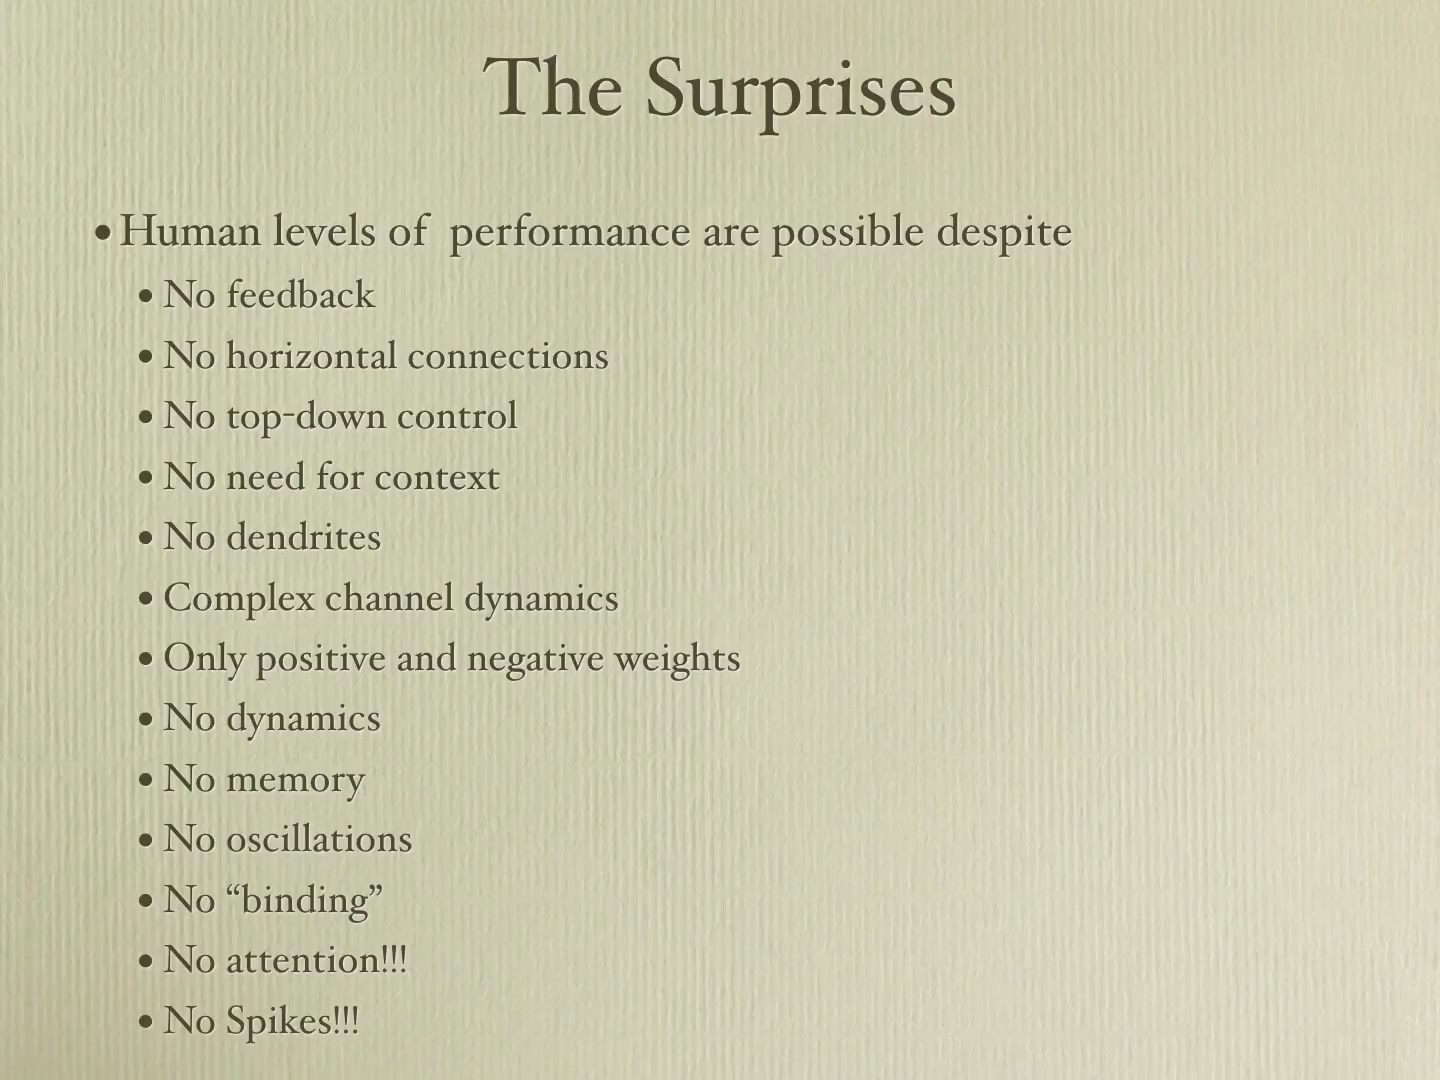 The Surprises
• Human levels of performance are possible despite
• No feedback
• No horizontal connections
• No top-down control
• No need for context
• No dendrites
• Complex channel dynamics
• Only positive and negative weights
• No dynamics
• No memory
• No oscillations
• No “binding”
• No attention!!!
• No Spikes!!!